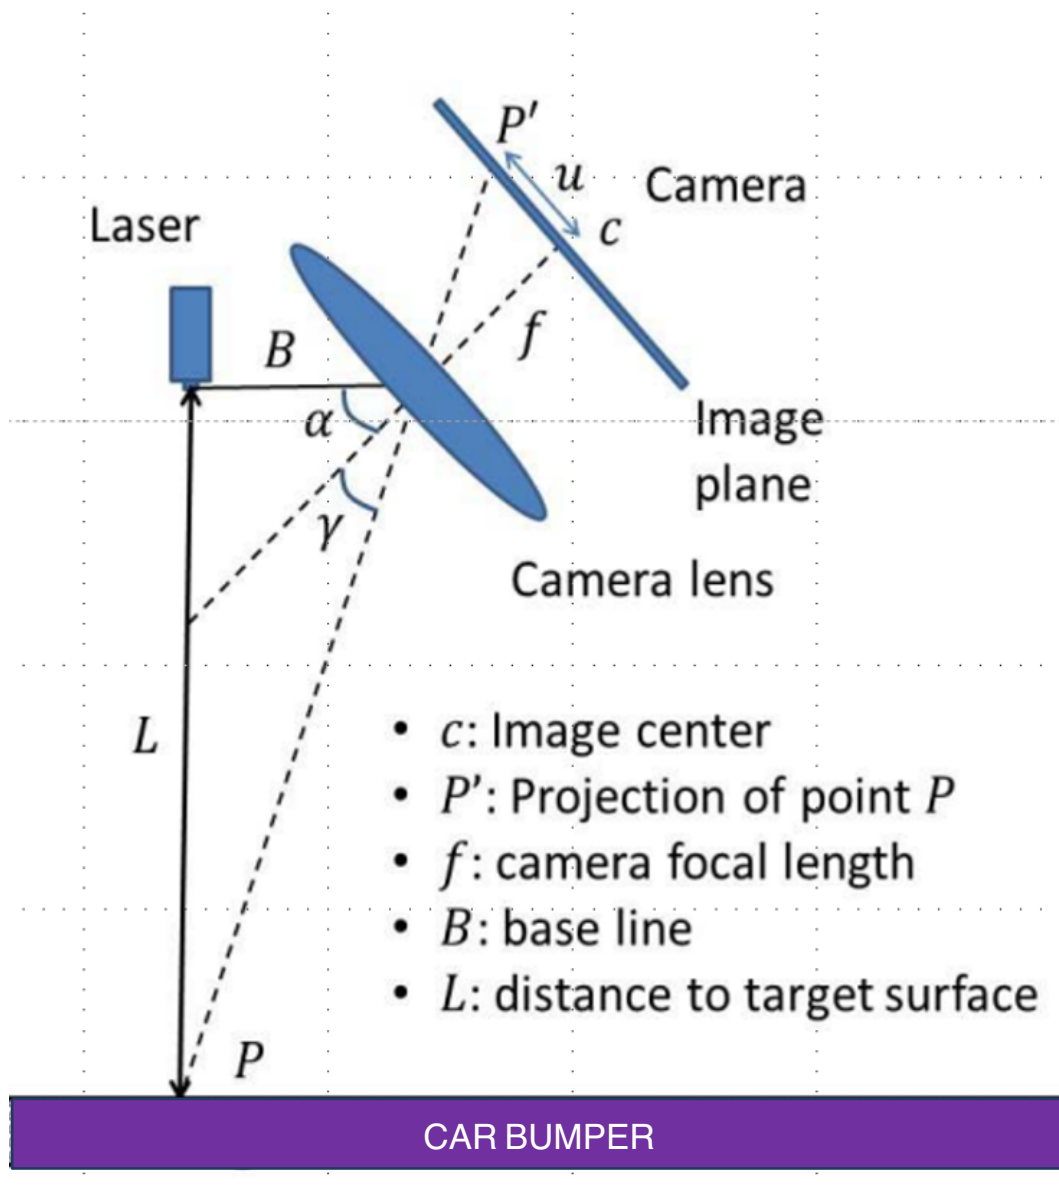 P'
u
Camera
c
Laser
B
f
α
Image
plane
γ
Camera lens
L
• c: Image center
• P’: Projection of point P
• f: camera focal length
• B: base line
• L: distance to target surface
P
CAR BUMPER